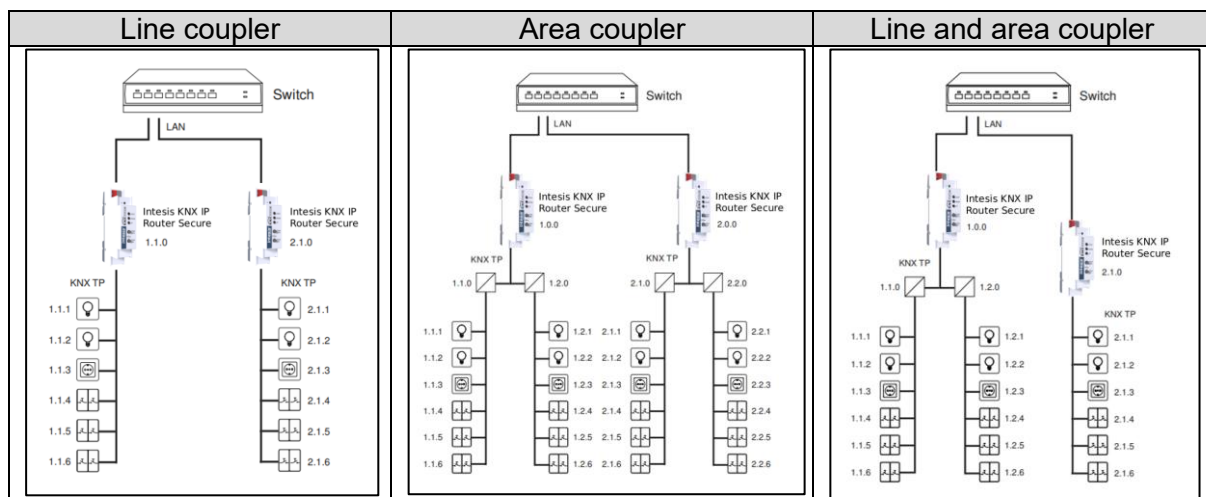 Line coupler
Switch
LAN
Intesis KNX IP
Router Secure
1.1.0
Intesis KNX IP
Router Secure
2.1.0
KNX TP
KNX TP
1.1.1
2.1.1
1.1.2
2.1.2
1.1.3
2.1.3
1.1.4
2.1.4
1.1.5
2.1.5
1.1.6
2.1.6
Area coupler
Switch
LAN
Intesis KNX IP
Router Secure
1.0.0
Intesis KNX IP
Router Secure
2.0.0
KNX TP
KNX TP
1.1.0
1.2.0
2.1.0
2.2.0
1.1.1
1.2.1
2.1.1
2.2.1
1.1.2
1.2.2
2.1.2
2.2.2
1.1.3
1.2.3
2.1.3
2.2.3
1.1.4
1.2.4
2.1.4
2.2.4
1.1.5
1.2.5
2.1.5
2.2.5
1.1.6
1.2.6
2.1.6
2.2.6
Line and area coupler
Switch
LAN
Intesis KNX IP
Router Secure
1.0.0
Intesis KNX IP
Router Secure
2.1.0
KNX TP
1.1.0
1.2.0
KNX TP
1.1.1
1.2.1
2.1.1
1.1.2
1.2.2
2.1.2
1.1.3
1.2.3
2.1.3
1.1.4
1.2.4
2.1.4
1.1.5
1.2.5
2.1.5
1.1.6
1.2.6
2.1.6